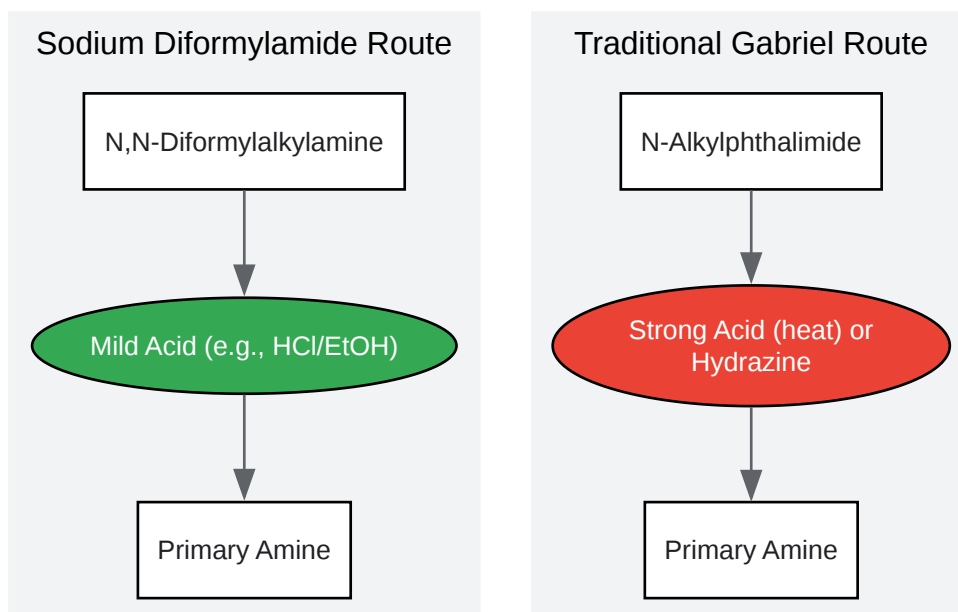 Sodium Diformylamide Route
N,N-Diformylalkylamine
Mild Acid (e.g., HCl/EtOH)
Primary Amine
Traditional Gabriel Route
N-Alkylphthalimide
Strong Acid (heat) or
Hydrazine
Primary Amine